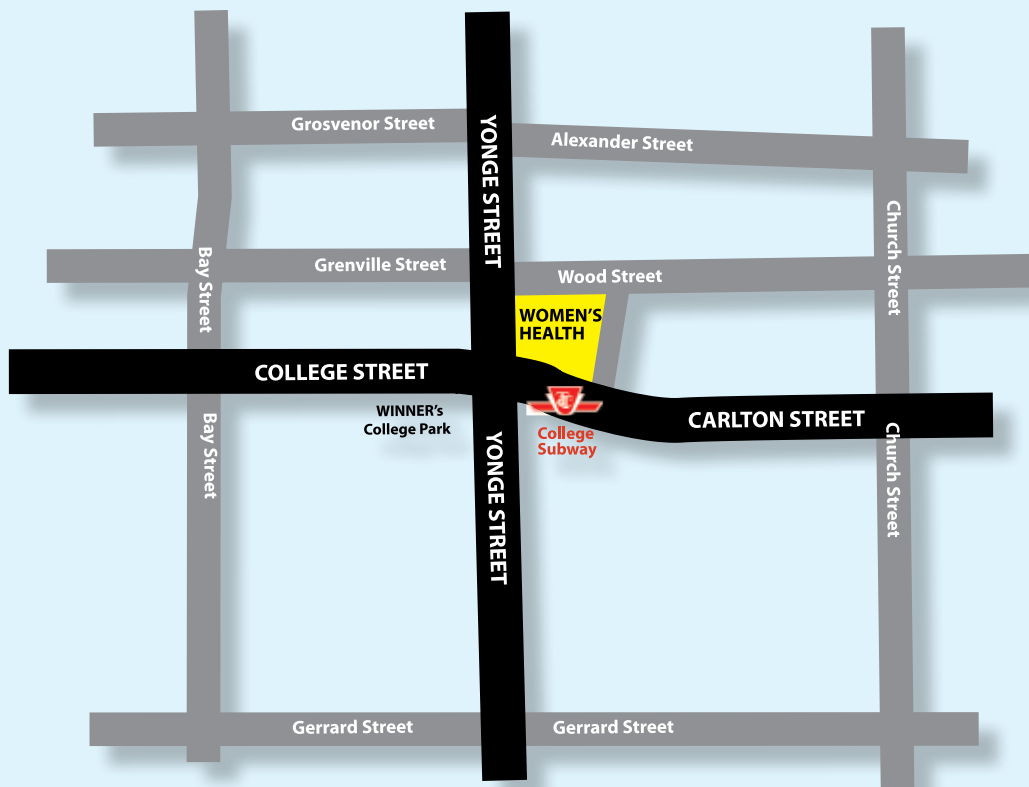 Grosvenor Street
Alexander Street
YONGE STREET
Church Street
Bay Street
Grenville Street
Wood Street
WOMEN'S
HEALTH
COLLEGE STREET
TTC
WINNER's
College Park
College
Subway
CARLTON STREET
Bay Street
YONGE STREET
Church Street
Gerrard Street
Gerrard Street